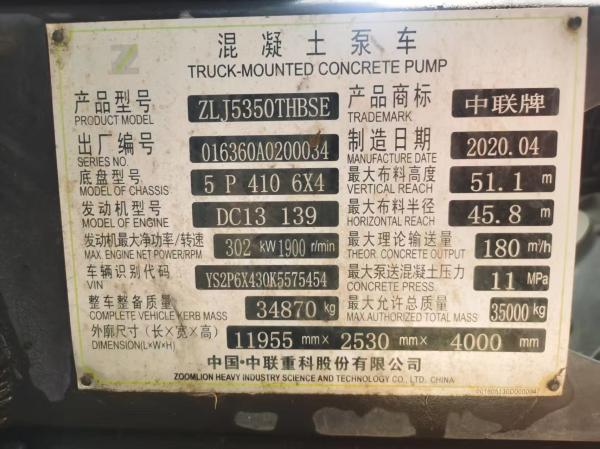 Z
混凝土泵车
TRUCK-MOUNTED CONCRETE PUMP
产品型号 ZLJ5350THBSE 产品商标 中联牌
PRODUCT MODEL TRADEMARK
出厂编号 016360A0200034 制造日期 2020.04
SERIES NO. MANUFACTURE DATE
底盘型号 5 P 410 6X4 最大布料高度 51.1 m
MODEL OF CHASSIS VERTICAL REACH
发动机型号 DC13 139 最大布料半径 45.8 m
MODEL OF ENGINE HORIZONTAL REACH
发动机最大净功率/转速 302 kW 1900 r/min 最大理论输送量 180 m³/h
MAX. ENGINE NET POWER/RPM THEOR. CONCRETE OUTPUT
车辆识别代码 YS2P6X430K5575454 最大泵送混凝土压力 11 MPa
VIN CONCRETE PRESS.
整车整备质量 34870 kg 最大允许总质量 35000 kg
COMPLETE VEHICLE KERB MASS MAX.AUTHORIZED TOTAL MASS
外廓尺寸(长×宽×高) 11955 mm× 2530 mm× 4000 mm
DIMENSION(L×W×H)
中国·中联重科股份有限公司
ZOOMLION HEAVY INDUSTRY SCIENCE AND TECHNOLOGY CO., LTD. CHINA